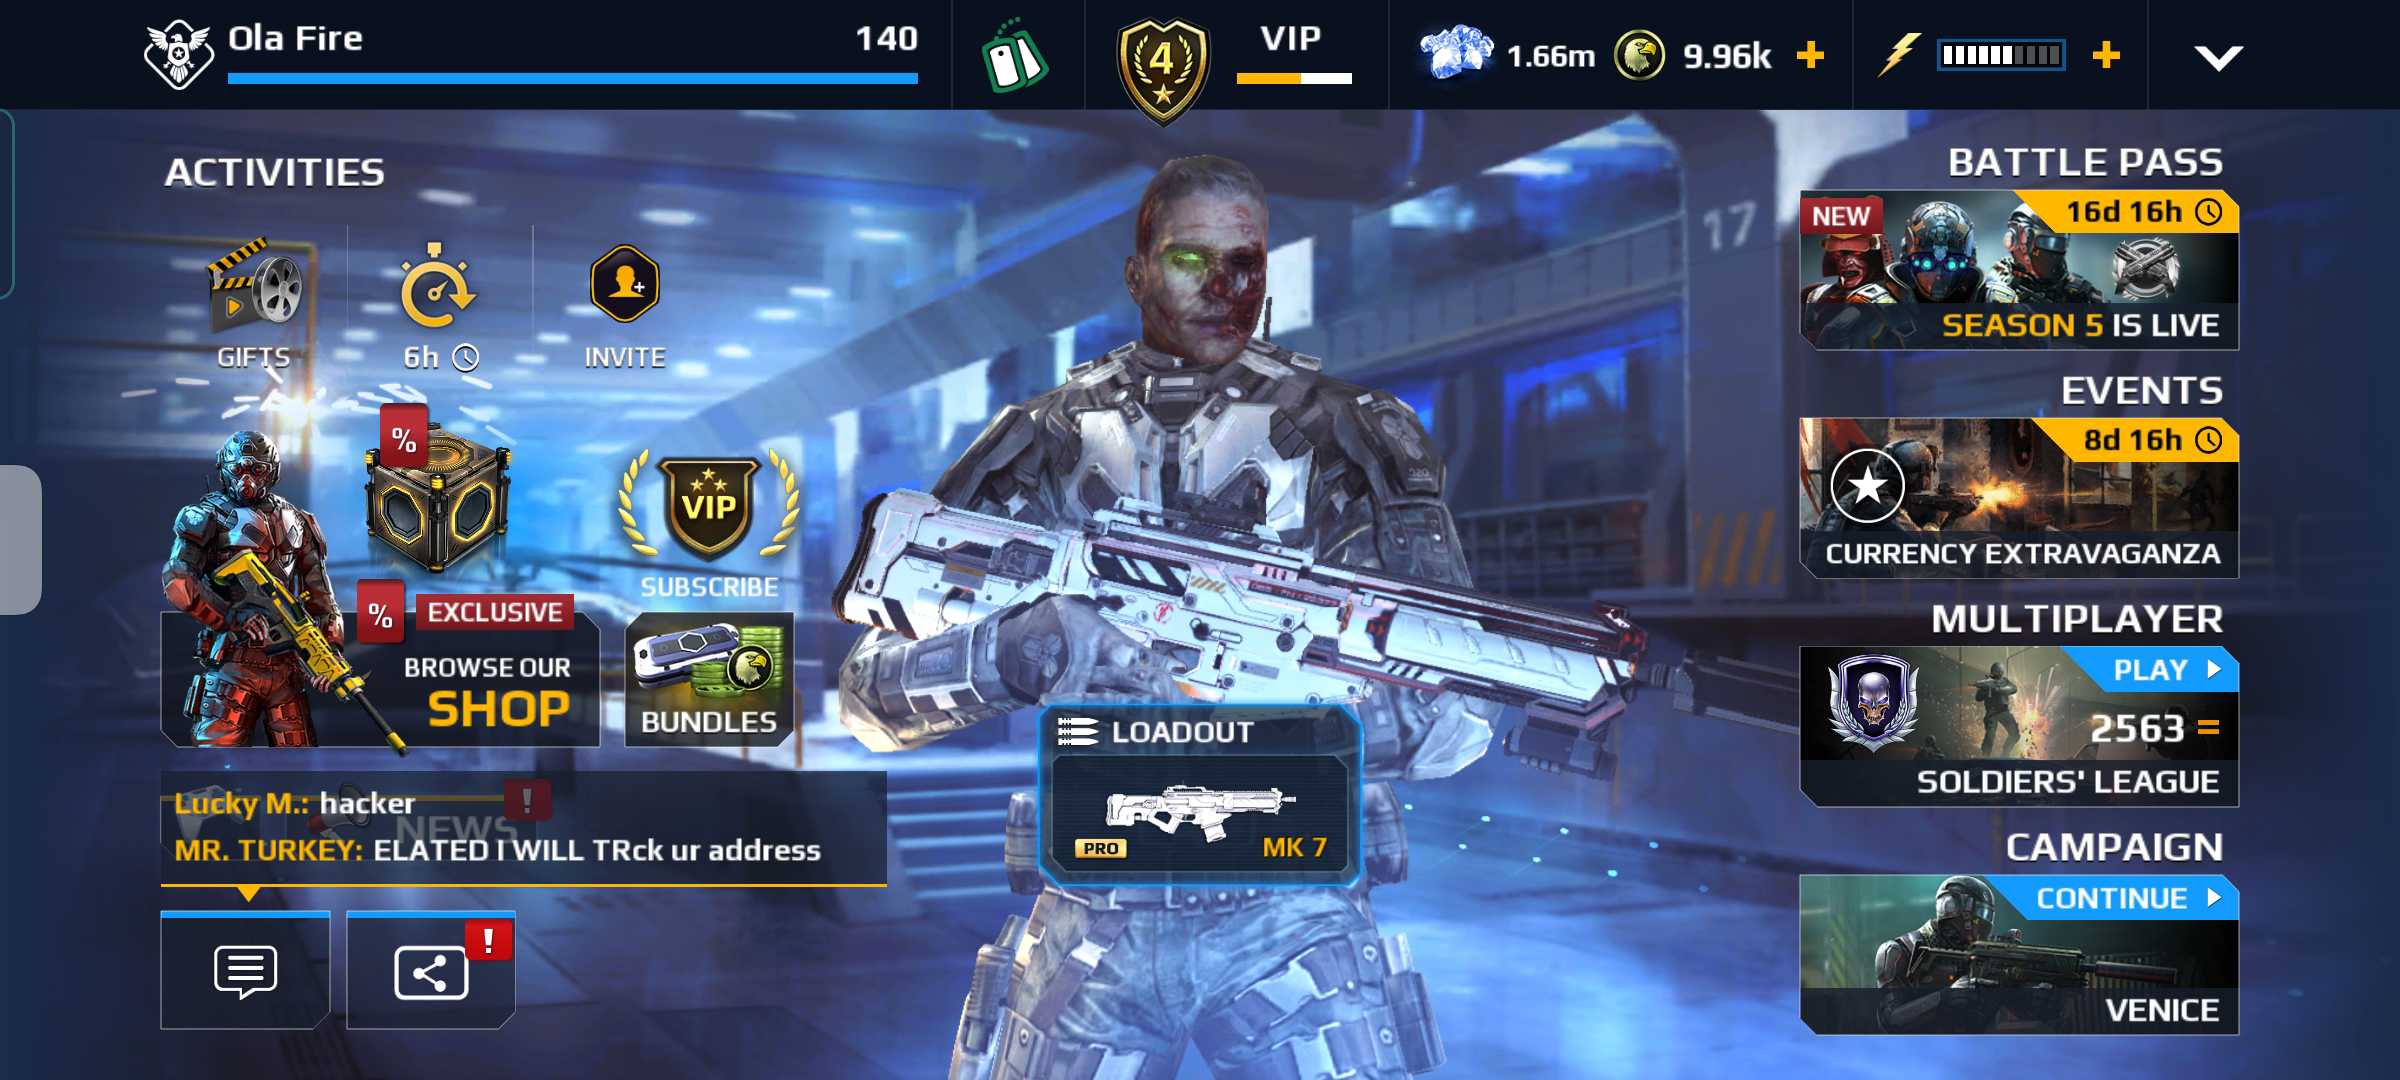 Ola Fire
140
4
VIP
1.66m
9.96k
ACTIVITIES
GIFTS
6h
INVITE
%
VIP
SUBSCRIBE
%
EXCLUSIVE
BROWSE OUR
SHOP
BUNDLES
NEWS
!
Lucky M.: hacker
MR. TURKEY: ELATED I WILL TRck ur address
!
LOADOUT
PRO
MK 7
17
BATTLE PASS
NEW
16d 16h
SEASON 5 IS LIVE
EVENTS
8d 16h
CURRENCY EXTRAVAGANZA
MULTIPLAYER
PLAY
2563 =
SOLDIERS' LEAGUE
CAMPAIGN
CONTINUE
VENICE